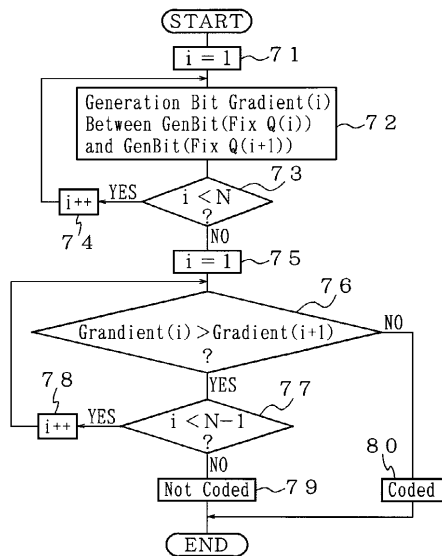 START
i = 1
71
Generation Bit Gradient(i)
Between GenBit(Fix Q(i))
and GenBit(Fix Q(i+1))
72
73
i < N
?
YES
i++
74
NO
i = 1
75
76
Grandient(i) > Gradient(i+1)
?
NO
YES
77
i < N-1
?
YES
i++
78
NO
Not Coded
79
80
Coded
END